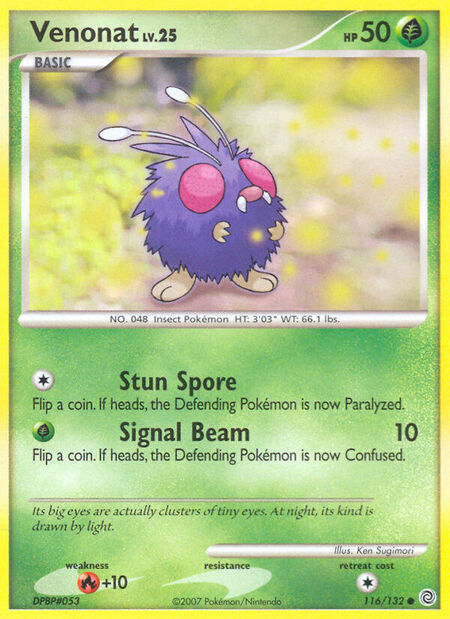 Venonat LV.25 HP 50
BASIC
NO. 048 Insect Pokémon HT: 3'03" WT: 66.1 lbs.
Stun Spore
Flip a coin. If heads, the Defending Pokémon is now Paralyzed.
Signal Beam 10
Flip a coin. If heads, the Defending Pokémon is now Confused.
Its big eyes are actually clusters of tiny eyes. At night, its kind is
drawn by light.
Illus. Ken Sugimori
weakness resistance retreat cost
+10
DPBP#053 ©2007 Pokémon/Nintendo 116/132